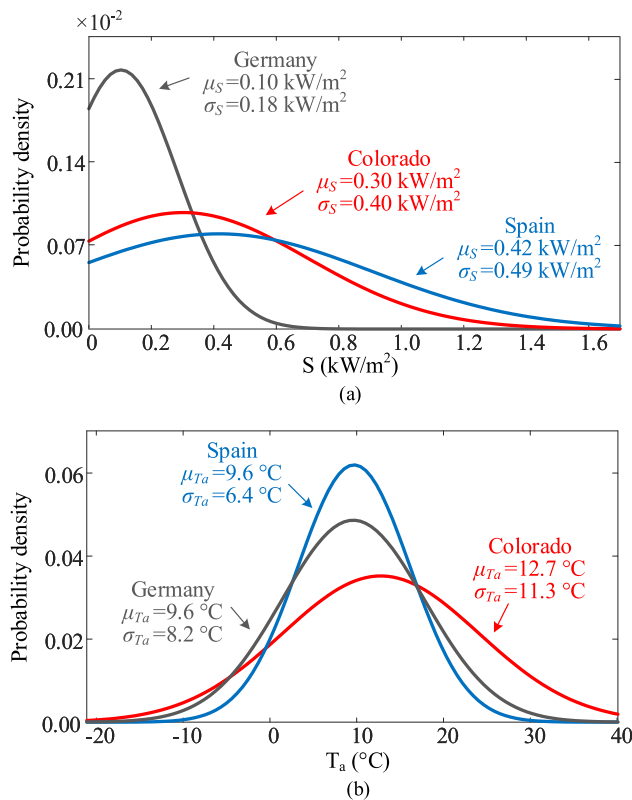 ×10⁻²
0.21
0.14
0.07
0.00
Probability density
Germany
μS=0.10 kW/m²
σS=0.18 kW/m²
Colorado
μS=0.30 kW/m²
σS=0.40 kW/m²
Spain
μS=0.42 kW/m²
σS=0.49 kW/m²
0 0.2 0.4 0.6 0.8 1.0 1.2 1.4 1.6
S (kW/m²)
(a)
0.06
0.04
0.02
0.00
Probability density
Spain
μTa=9.6 °C
σTa=6.4 °C
Colorado
μTa=12.7 °C
σTa=11.3 °C
Germany
μTa=9.6 °C
σTa=8.2 °C
-20 -10 0 10 20 30 40
Ta (°C)
(b)